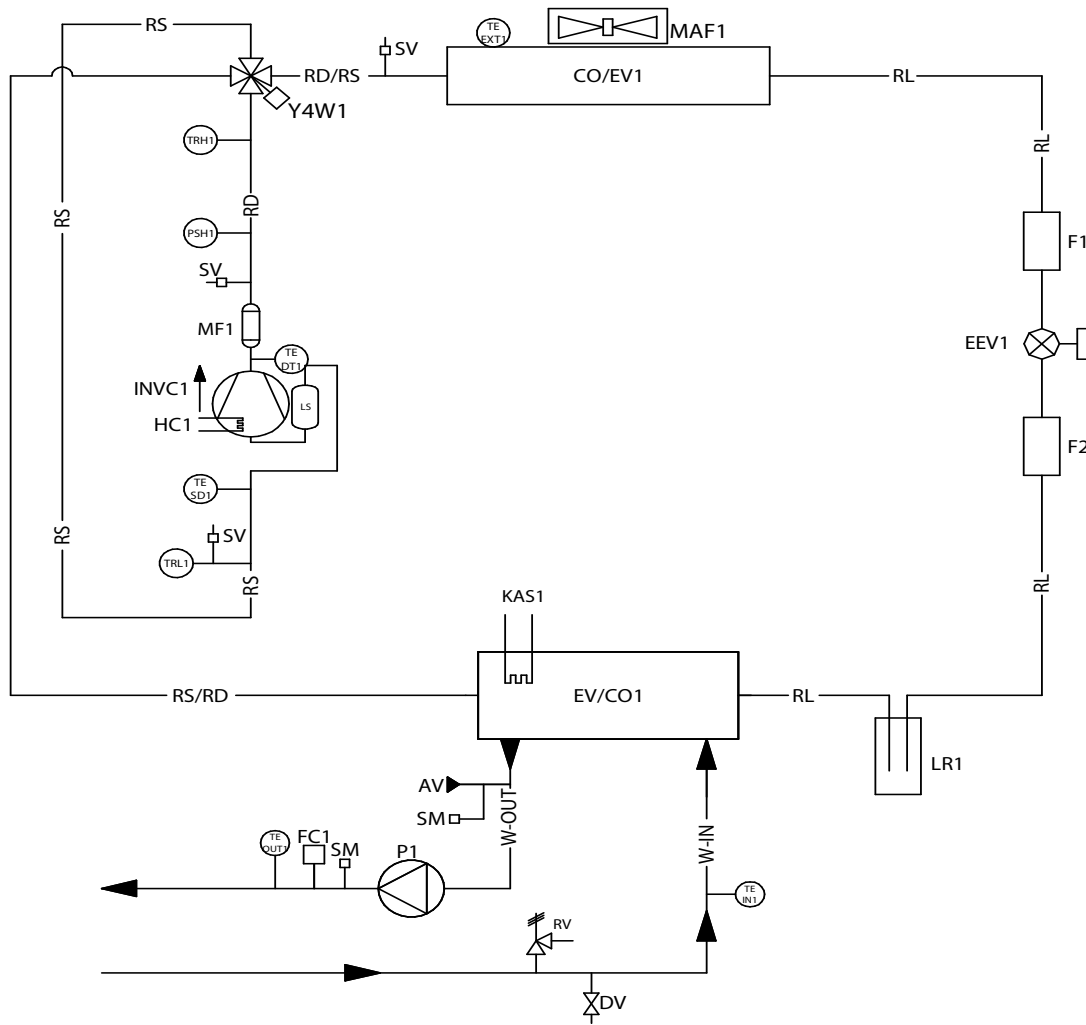 RS
TE
EXT1
MAF1
SV
RD/RS
CO/EV1
RL
Y4W1
TRH1
RL
RD
RS
PSH1
F1
SV
MF1
EEV1
TE
DT1
INVC1
LS
HC1
F2
TE
SD1
SV
RS
TRL1
RS
RL
KAS1
RS/RD
EV/CO1
RL
LR1
AV
SM
W-OUT
W-IN
TE
OUT1
FC1
SM
P1
TE
IN1
RV
DV